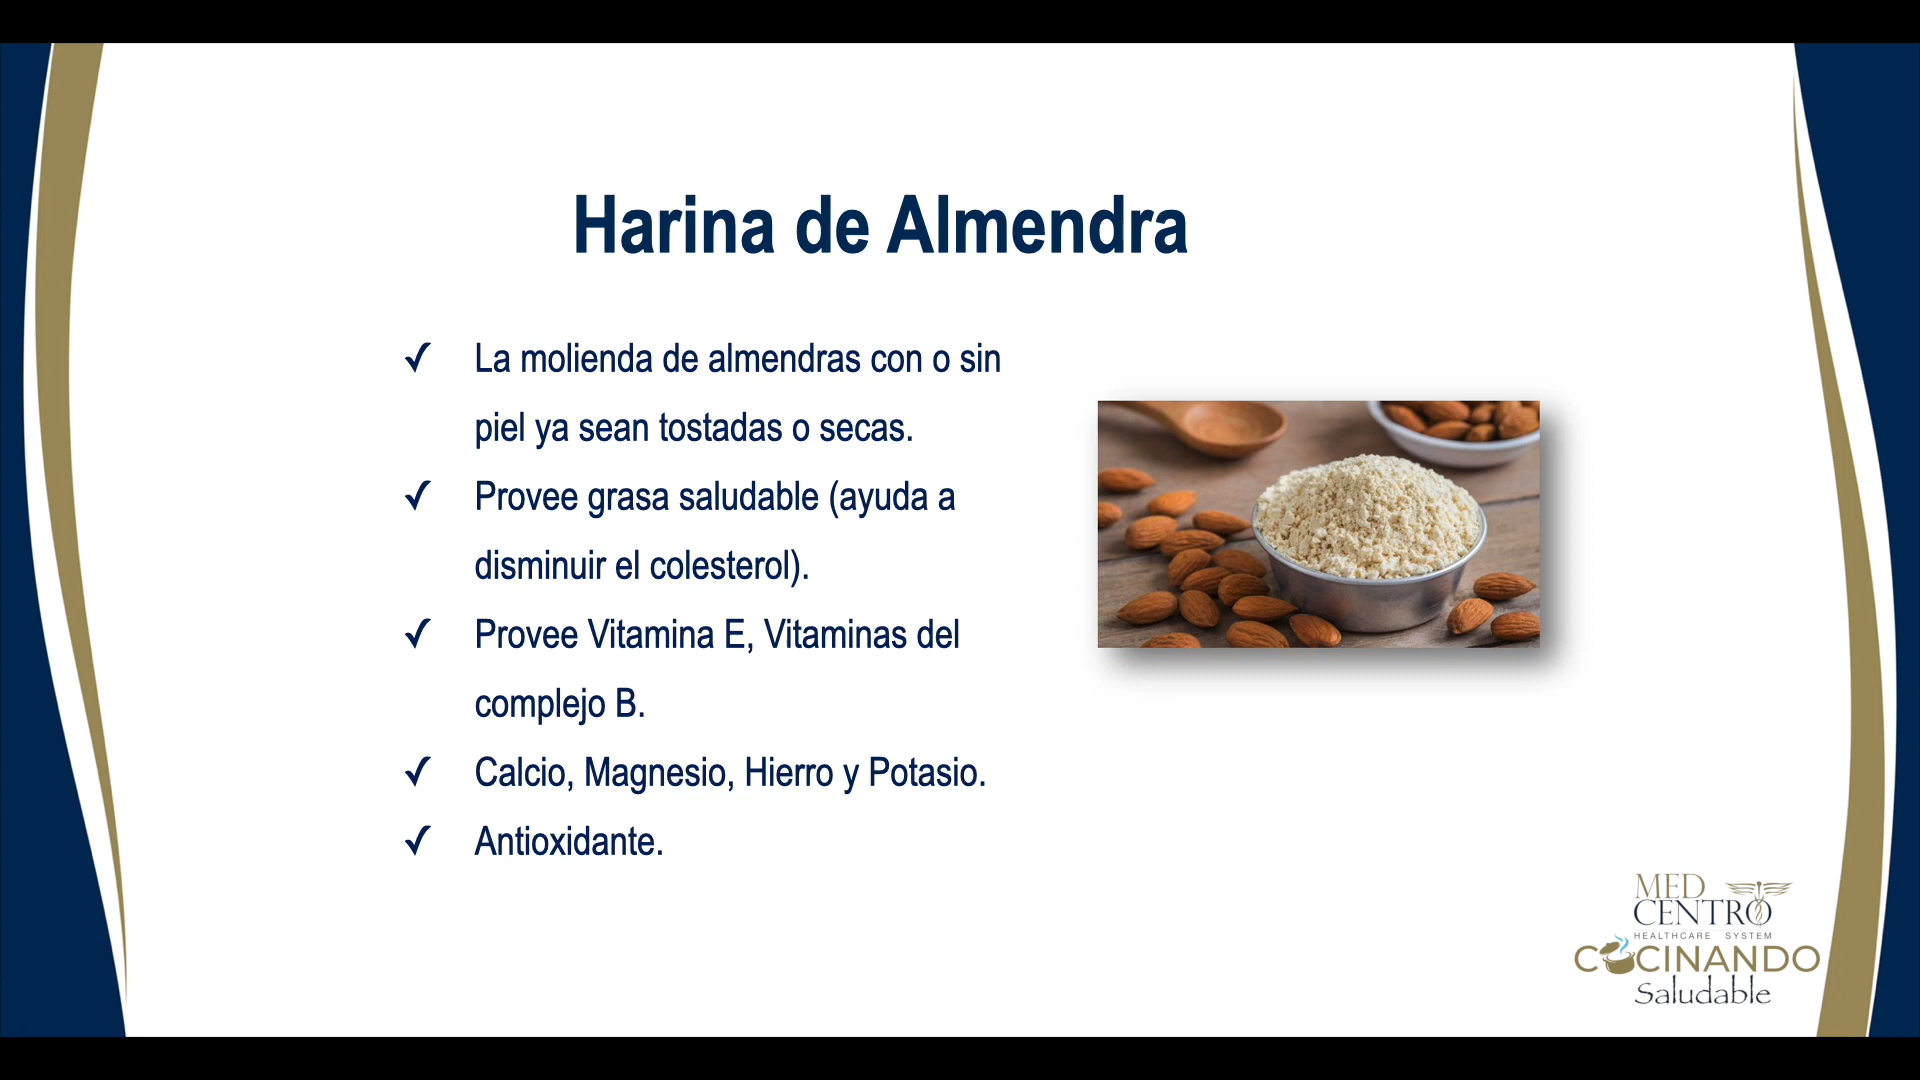 Harina de Almendra
✓ La molienda de almendras con o sin
piel ya sean tostadas o secas.
✓ Provee grasa saludable (ayuda a
disminuir el colesterol).
✓ Provee Vitamina E, Vitaminas del
complejo B.
✓ Calcio, Magnesio, Hierro y Potasio.
✓ Antioxidante.
MED
CENTRO
HEALTHCARE SYSTEM
COCINANDO
Saludable